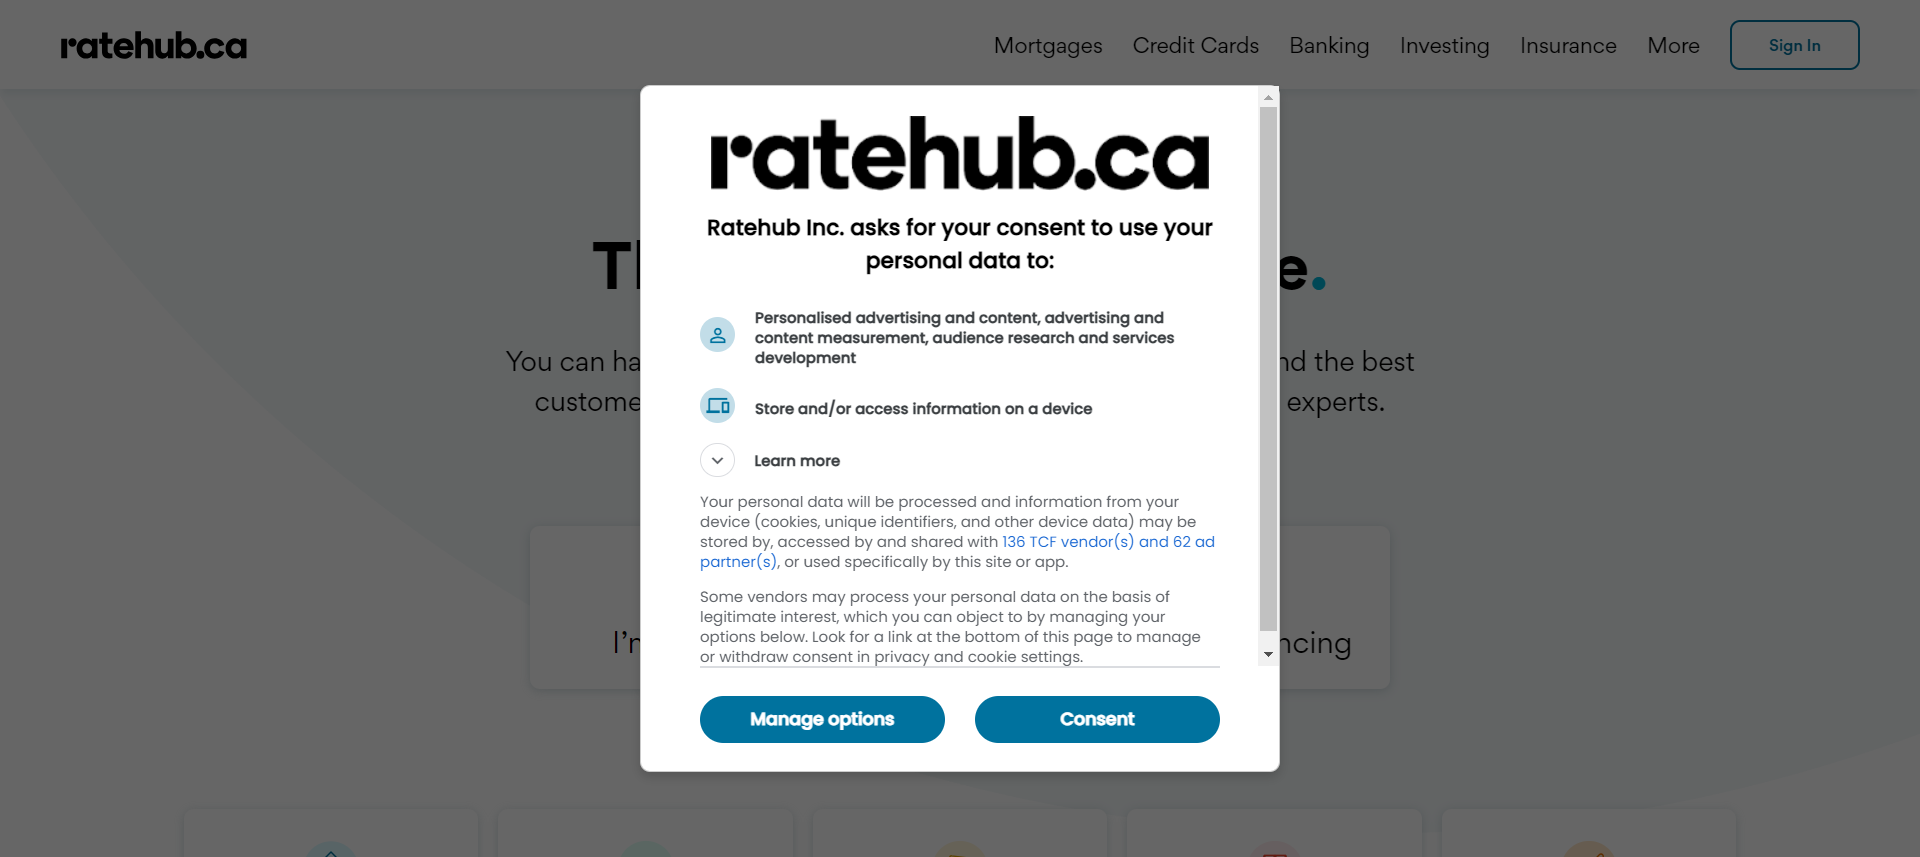 ratehub.ca
Mortgages
Credit Cards
Banking
Investing
Insurance
More
Sign In
ratehub.ca
Ratehub Inc. asks for your consent to use your
personal data to:
Personalised advertising and content, advertising and
content measurement, audience research and services
development
Store and/or access information on a device
Learn more
Your personal data will be processed and information from your
device (cookies, unique identifiers, and other device data) may be
stored by, accessed by and shared with 136 TCF vendor(s) and 62 ad
partner(s), or used specifically by this site or app.
Some vendors may process your personal data on the basis of
legitimate interest, which you can object to by managing your
options below. Look for a link at the bottom of this page to manage
or withdraw consent in privacy and cookie settings.
Manage options
Consent
You can
the best
experts.